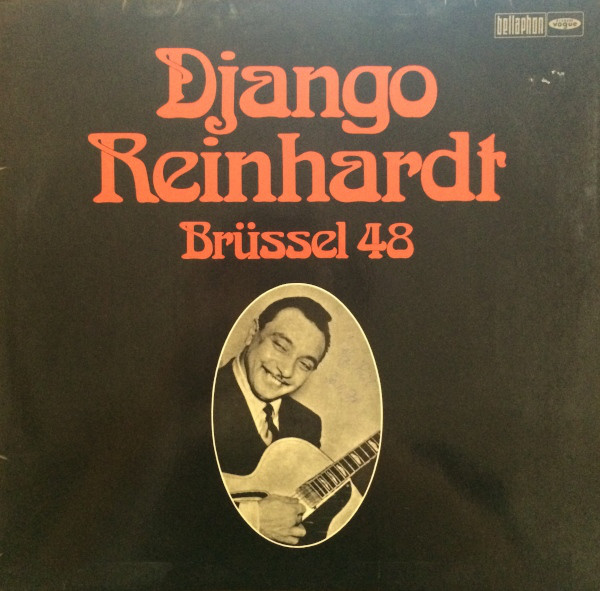 bellaphon vogue
Django
Reinhardt
Brüssel 48